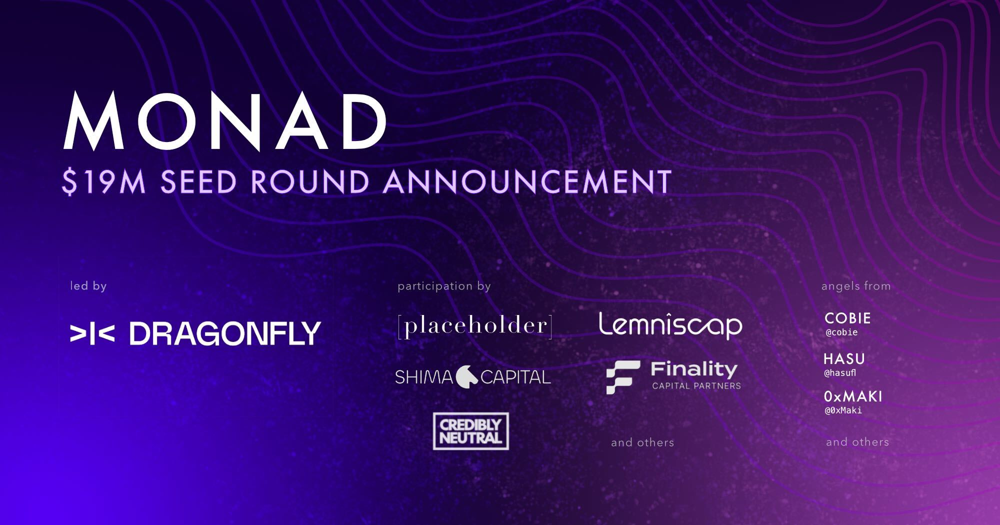 MONAD
$19M SEED ROUND ANNOUNCEMENT
led by
>|< DRAGONFLY
participation by
[placeholder]
Lemniscap
SHIMA CAPITAL
Finality
CAPITAL PARTNERS
CREDIBLY
NEUTRAL
and others
angels from
COBIE
@cobie
HASU
@hasufl
0xMAKI
@0xMaki
and others